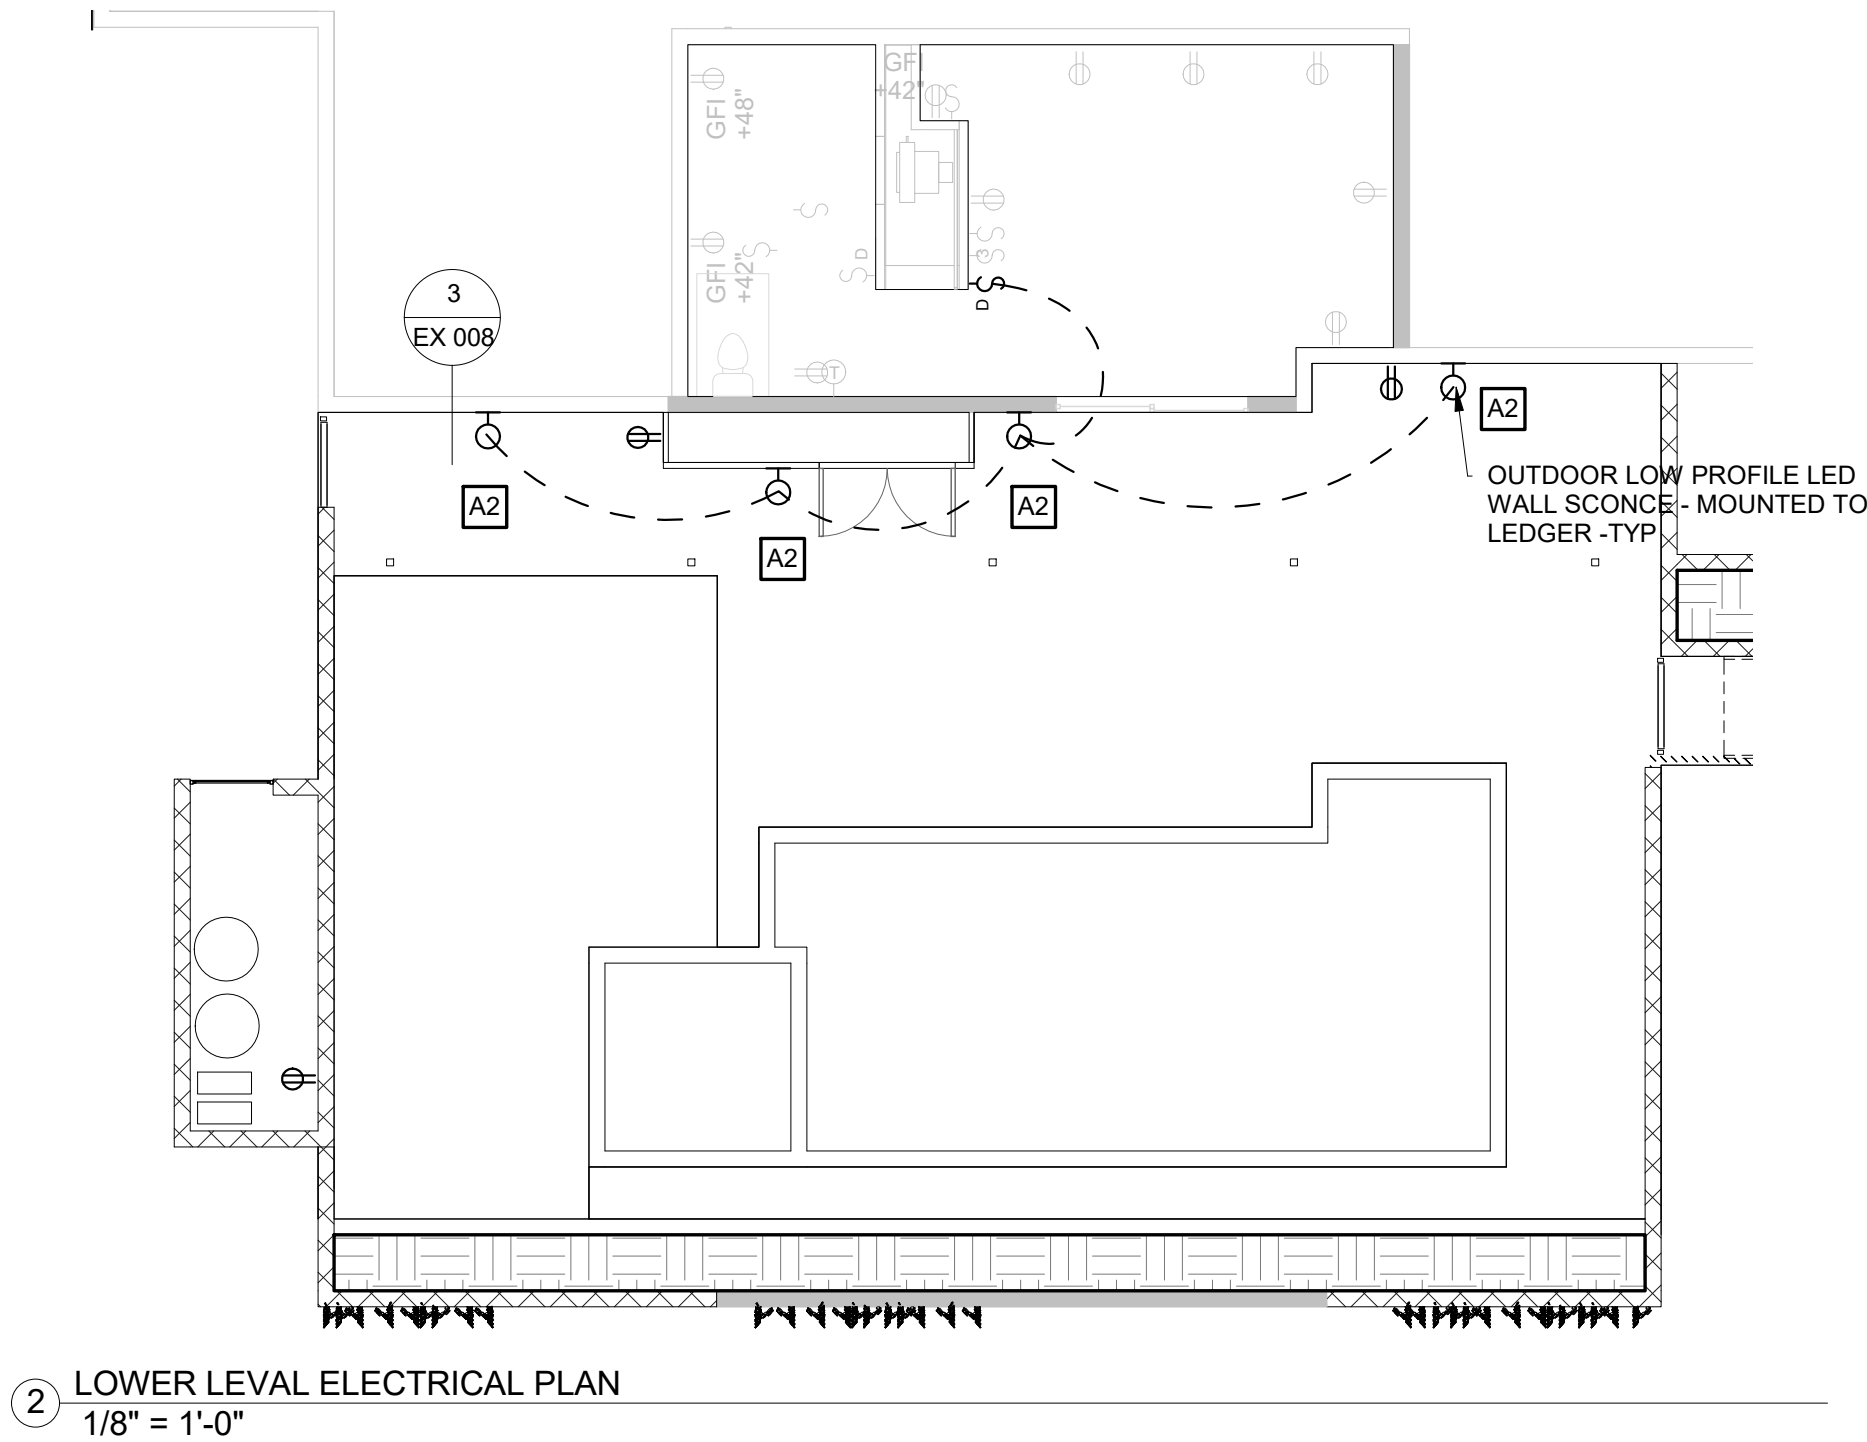 GFI
+42"
GFI
+48"
S
S
D
S
S
GFI
+42"
S
S
3
S
S
D
T
3
EX 008
A2
A2
A2
A2
OUTDOOR LOW PROFILE LED
WALL SCONCE - MOUNTED TO
LEDGER -TYP
2
LOWER LEVAL ELECTRICAL PLAN
1/8" = 1'-0"